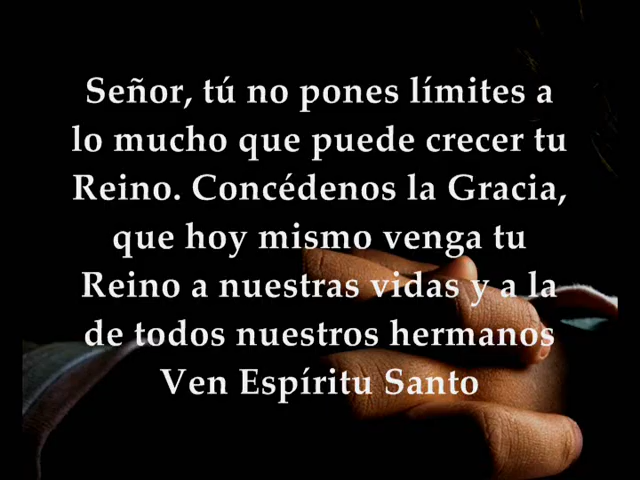 Señor, tú no pones límites a
lo mucho que puede crecer tu
Reino. Concédenos la Gracia,
que hoy mismo venga tu
Reino a nuestras vidas y a la
de todos nuestros hermanos
Ven Espíritu Santo